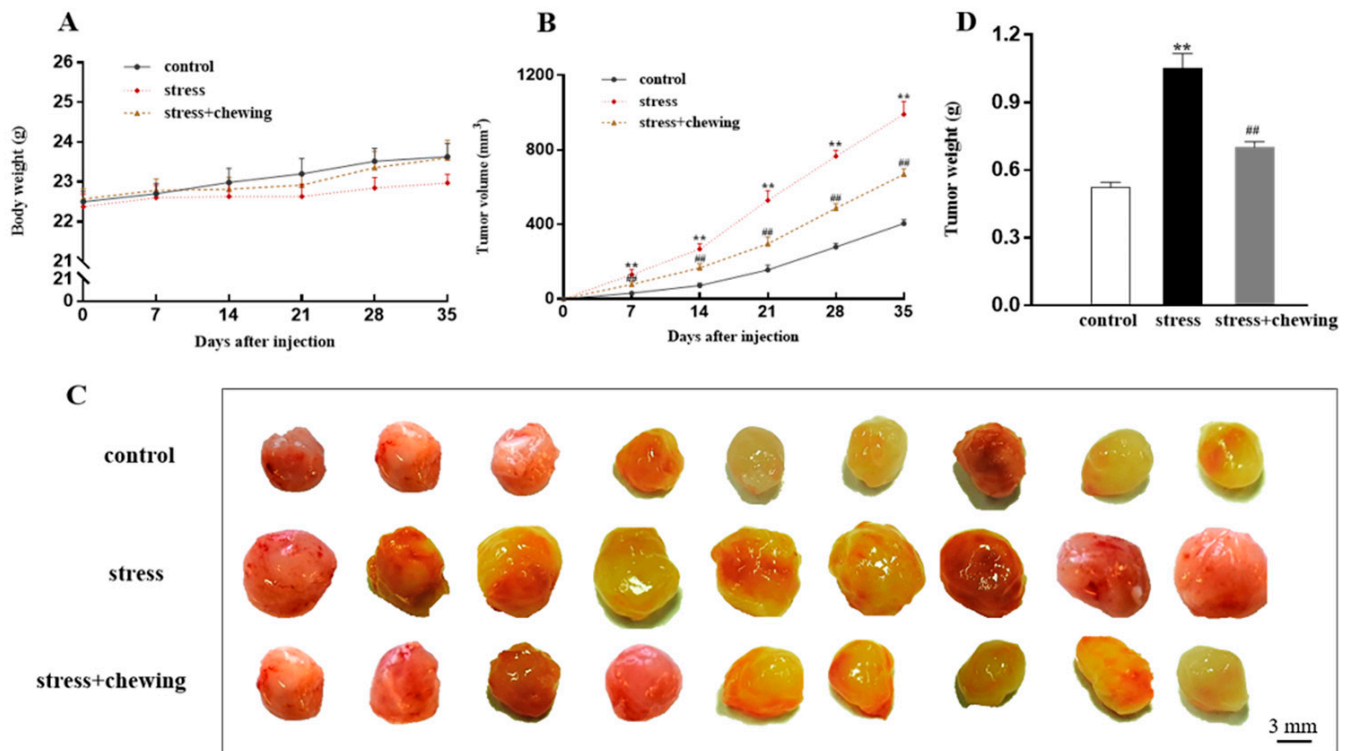 A
26
25
24
23
22
21
21
0
Body weight (g)
control
stress
stress+chewing
0 7 14 21 28 35
Days after injection
B
1200
800
400
0
Tumor volume (mm³)
control
stress
stress+chewing
** ** ** ** **
## ## ## ## ##
0 7 14 21 28 35
Days after injection
D
1.2
0.9
0.6
0.3
0.0
Tumor weight (g)
**
##
control stress stress+chewing
C
control
stress
stress+chewing
3 mm